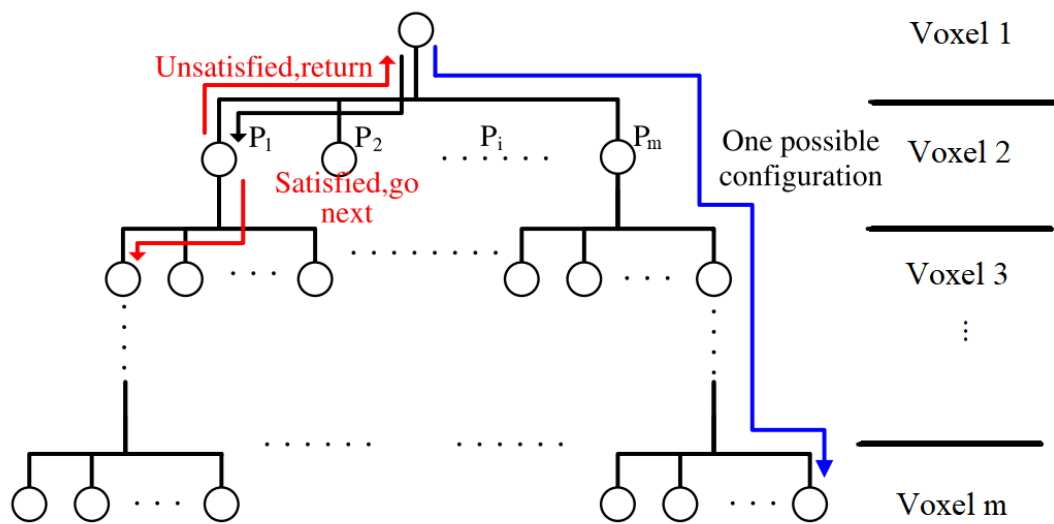 Voxel 1
Unsatisfied,return
P1
P2
Pi
Pm
One possible
configuration
Voxel 2
Satisfied,go
next
Voxel 3
Voxel m